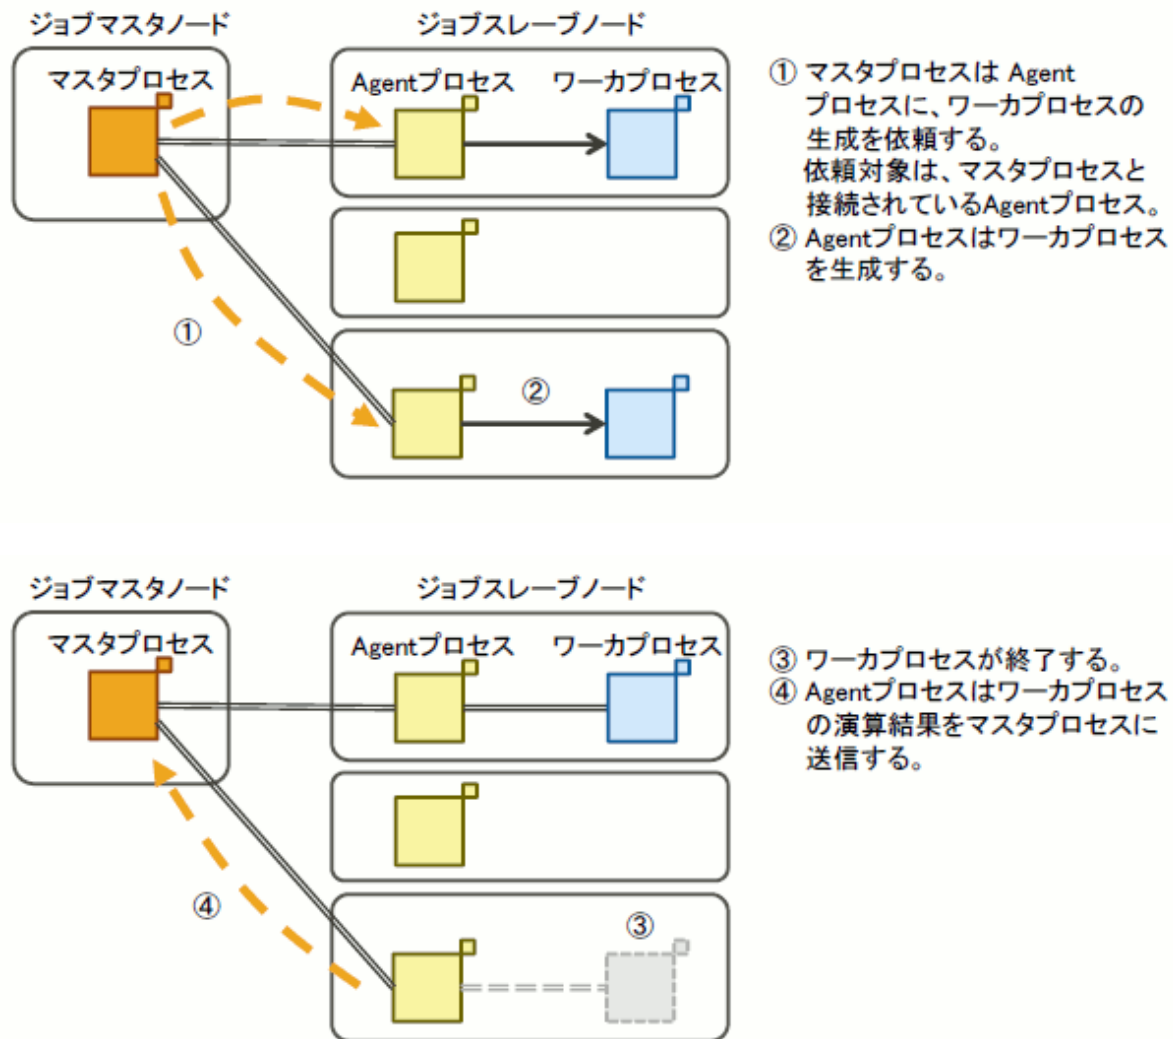 ジョブマスタノード
ジョブスレーブノード
マスタプロセス
Agentプロセス
ワーカプロセス
① マスタプロセスは Agent
プロセスに、ワーカプロセスの
生成を依頼する。
依頼対象は、マスタプロセスと
接続されているAgentプロセス。
② Agentプロセスはワーカプロセス
を生成する。
①
②
ジョブマスタノード
ジョブスレーブノード
マスタプロセス
Agentプロセス
ワーカプロセス
③ ワーカプロセスが終了する。
④ Agentプロセスはワーカプロセス
の演算結果をマスタプロセスに
送信する。
④
③